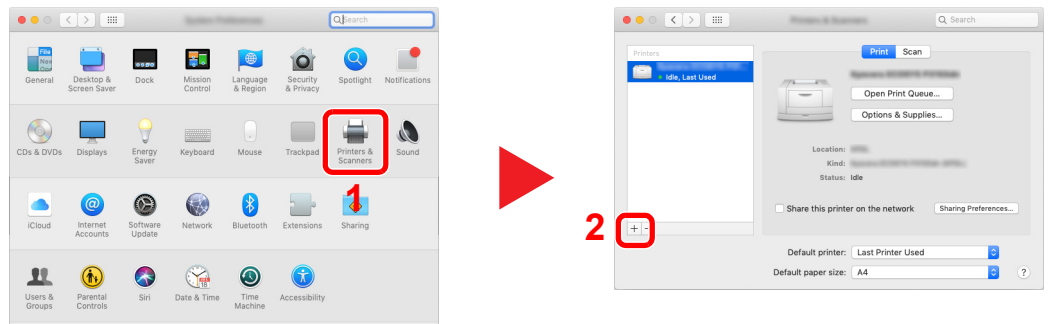 Search
File
New
General
Desktop &
Screen Saver
Dock
Mission
Control
Language
& Region
Security
& Privacy
Spotlight
Notifications
CDs & DVDs
Displays
Energy
Saver
Keyboard
Mouse
Trackpad
Printers &
Scanners
Sound
1
iCloud
Internet
Accounts
Software
Update
Network
Bluetooth
Extensions
Sharing
Users &
Groups
Parental
Controls
Siri
18
Date & Time
Time
Machine
Accessibility
Search
Printers
Idle, Last Used
Print Scan
Open Print Queue...
Options & Supplies...
Location:
Kind:
Status: Idle
Share this printer on the network
Sharing Preferences...
2
+ -
Default printer: Last Printer Used
Default paper size: A4
?